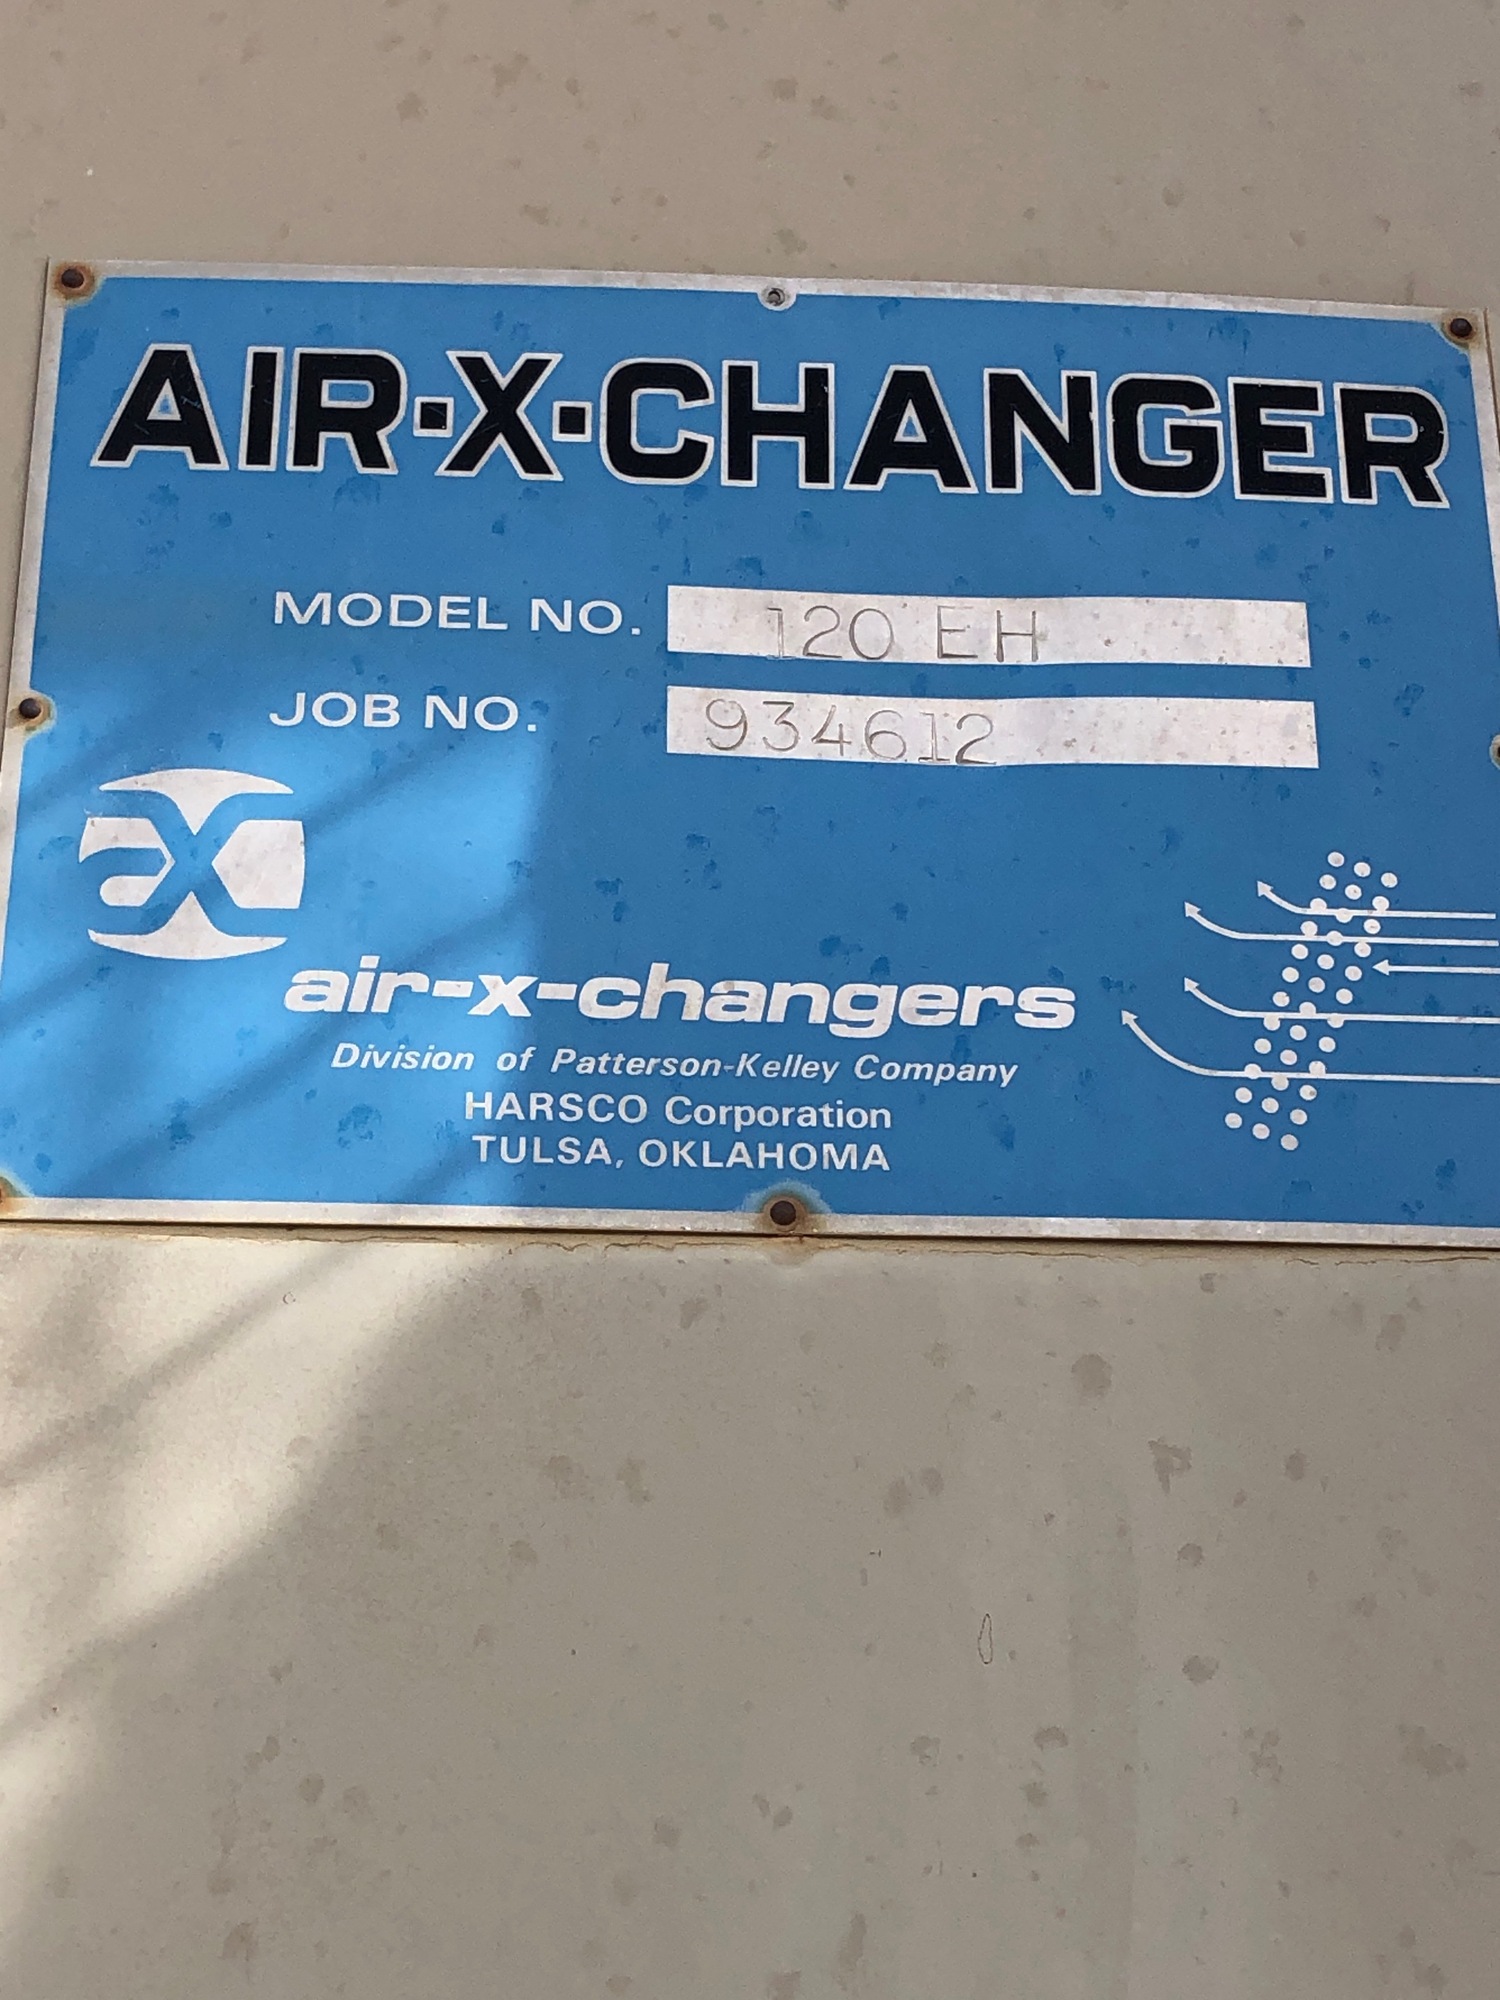 AIR·X·CHANGER
MODEL NO. 120 EH
JOB NO. 934612
ax
air-x-changers
Division of Patterson-Kelley Company
HARSCO Corporation
TULSA, OKLAHOMA